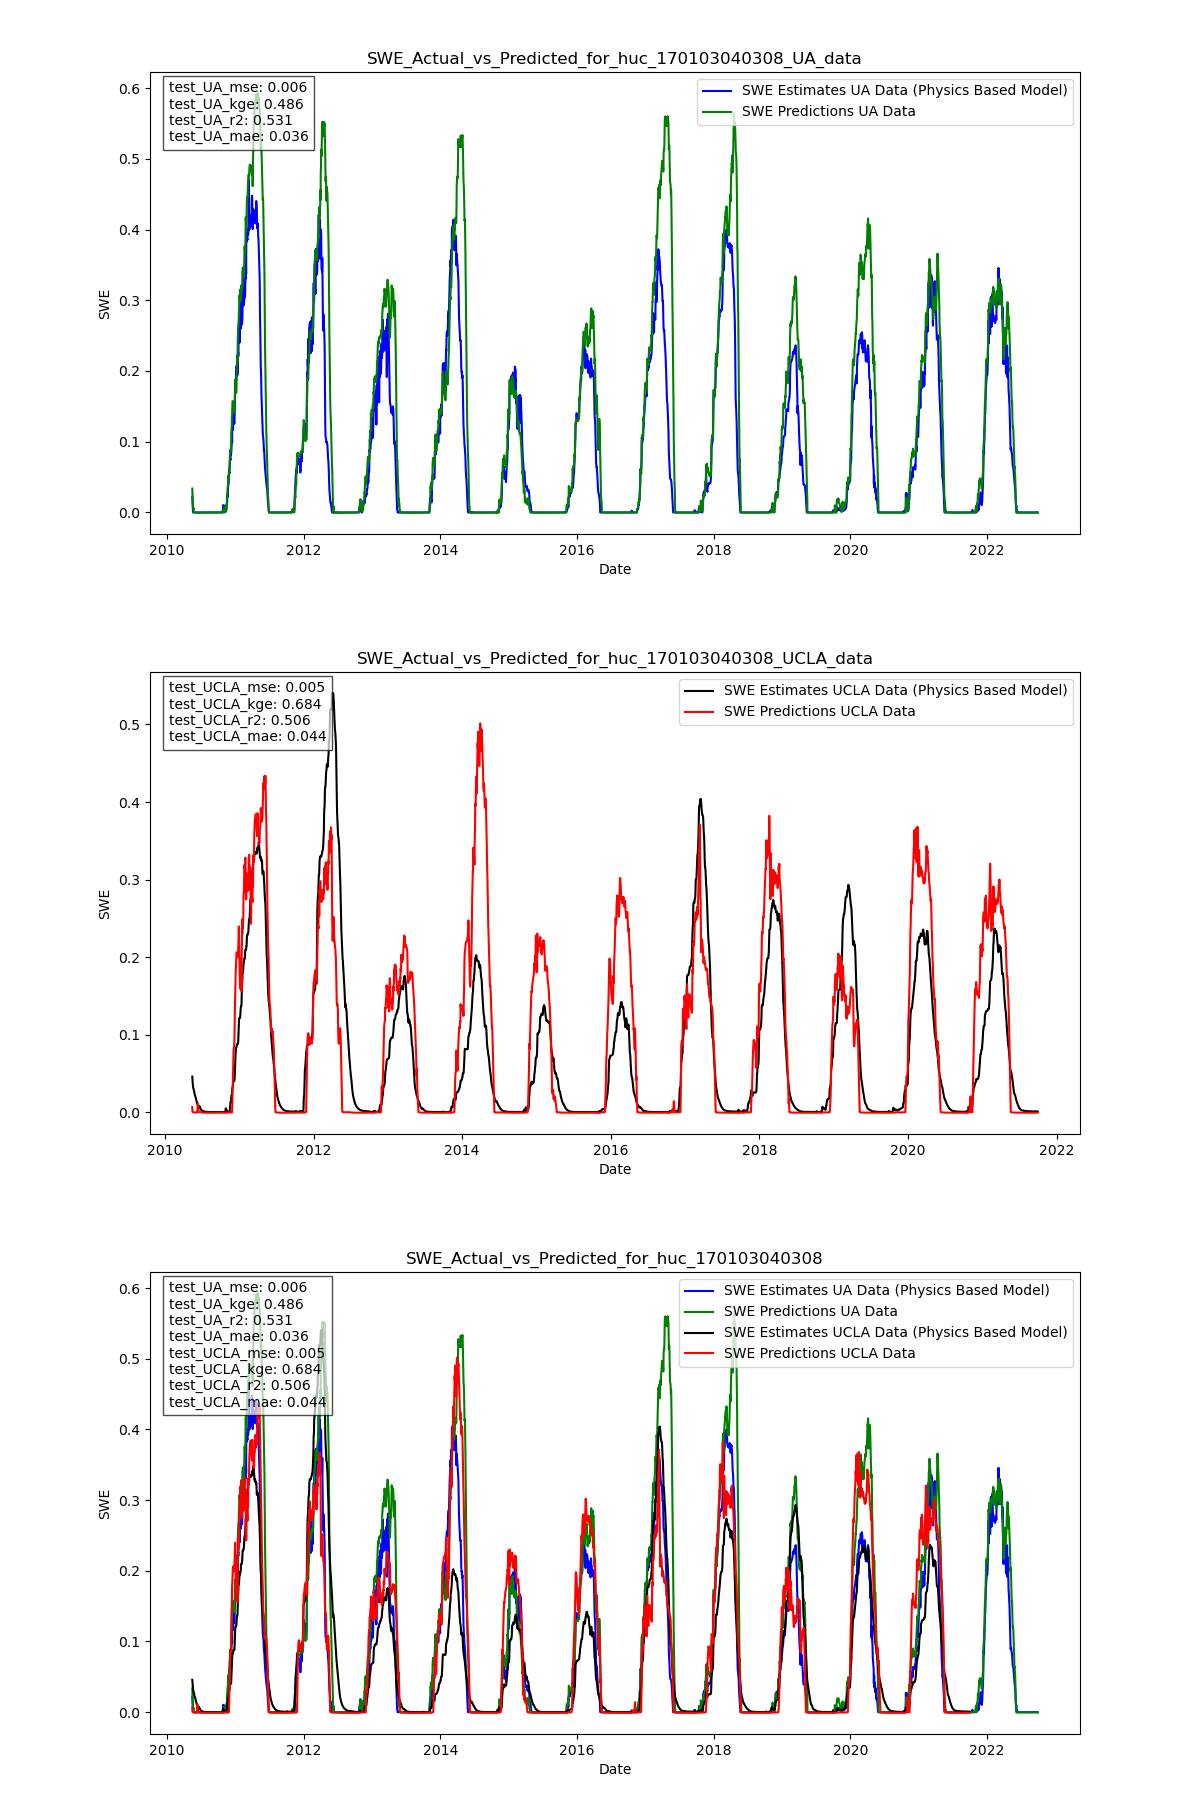 SWE_Actual_vs_Predicted_for_huc_170103040308_UA_data
test_UA_mse: 0.006
test_UA_kge: 0.486
test_UA_r2: 0.531
test_UA_mae: 0.036
SWE Estimates UA Data (Physics Based Model)
SWE Predictions UA Data
0.6
0.5
0.4
0.3
0.2
0.1
0.0
SWE
2010 2012 2014 2016 2018 2020 2022
Date
SWE_Actual_vs_Predicted_for_huc_170103040308_UCLA_data
test_UCLA_mse: 0.005
test_UCLA_kge: 0.684
test_UCLA_r2: 0.506
test_UCLA_mae: 0.044
SWE Estimates UCLA Data (Physics Based Model)
SWE Predictions UCLA Data
0.5
0.4
0.3
0.2
0.1
0.0
SWE
2010 2012 2014 2016 2018 2020 2022
Date
SWE_Actual_vs_Predicted_for_huc_170103040308
test_UA_mse: 0.006
test_UA_kge: 0.486
test_UA_r2: 0.531
test_UA_mae: 0.036
test_UCLA_mse: 0.005
test_UCLA_kge: 0.684
test_UCLA_r2: 0.506
test_UCLA_mae: 0.044
SWE Estimates UA Data (Physics Based Model)
SWE Predictions UA Data
SWE Estimates UCLA Data (Physics Based Model)
SWE Predictions UCLA Data
0.6
0.5
0.4
0.3
0.2
0.1
0.0
SWE
2010 2012 2014 2016 2018 2020 2022
Date